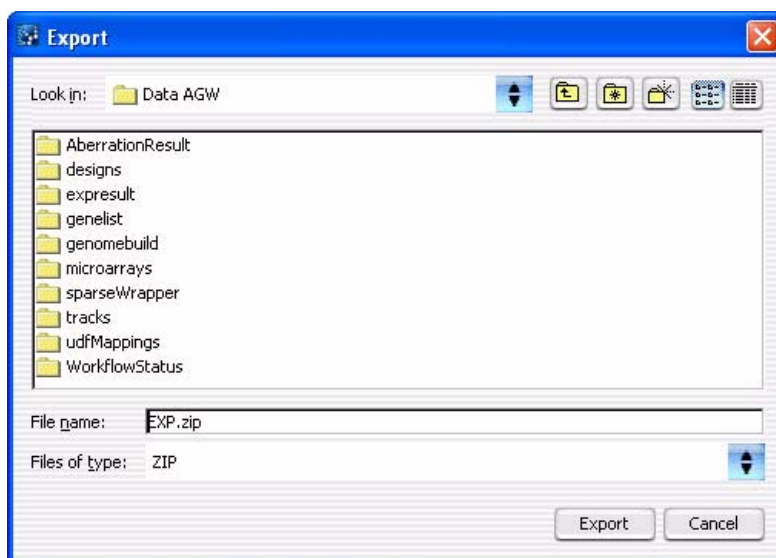 Export
Look in: Data AGW
AberrationResult
designs
expresult
genelist
genomebuild
microarrays
sparseWrapper
tracks
udfMappings
WorkflowStatus
File name: EXP.zip
Files of type: ZIP
Export Cancel